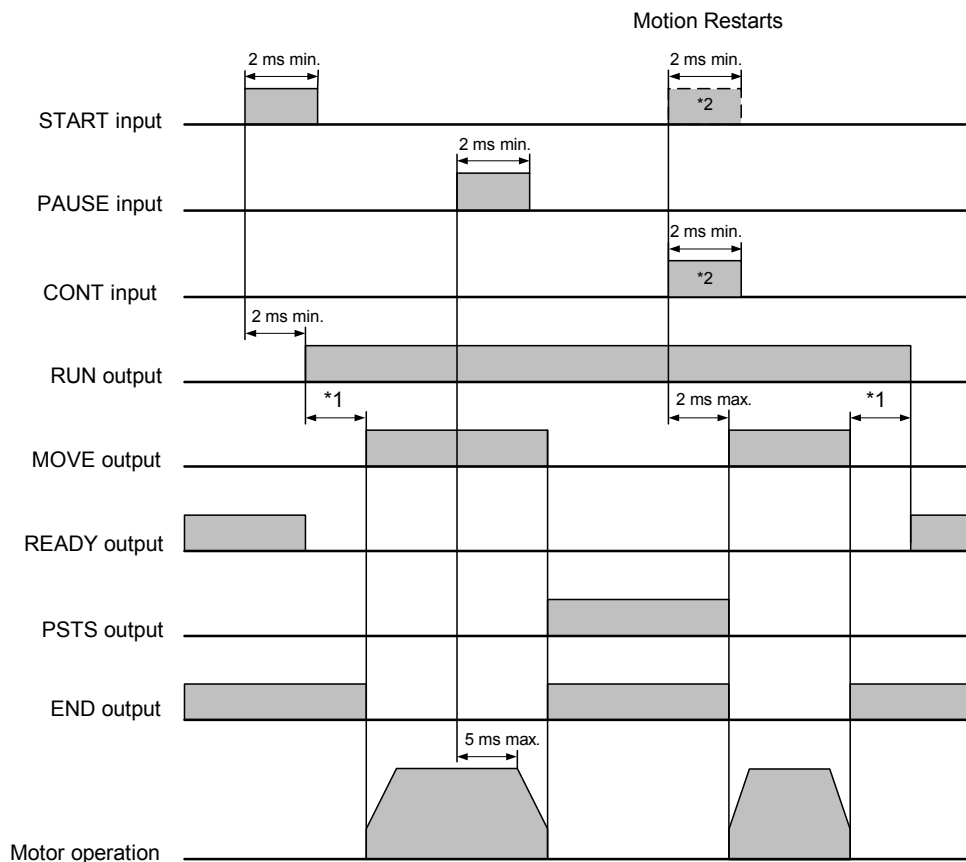 Motion Restarts
2 ms min.
2 ms min.
START input
*2
2 ms min.
PAUSE input
2 ms min.
CONT input
*2
2 ms min.
RUN output
*1
2 ms max.
*1
MOVE output
READY output
PSTS output
END output
5 ms max.
Motor operation